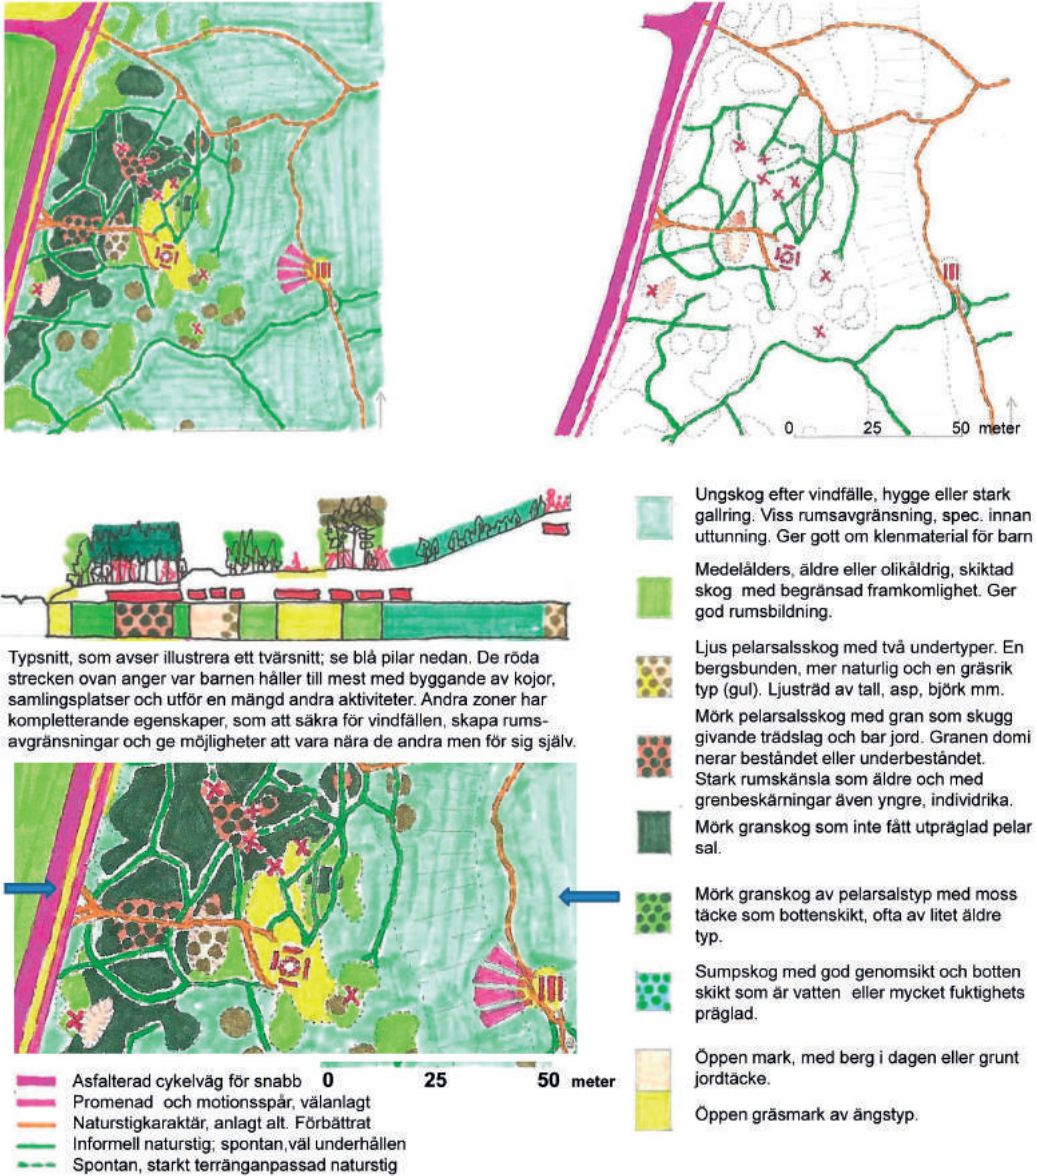 0 25 50 meter
Ungskog efter vindfälle, hygge eller stark
gallring. Viss rumsavgränsning, spec. innan
uttunning. Ger gott om klenmaterial för barn
Medelålders, äldre eller olikåldrig, skiktad
skog med begränsad framkomlighet. Ger
god rumsbildning.
Ljus pelarsalsskog med två undertyper. En
bergsbunden, mer naturlig och en gräsrik
typ (gul). Ljusträd av tall, asp, björk mm.
Mörk pelarsalsskog med gran som skugg
givande trädslag och bar jord. Granen domi
nerar beståndet eller underbeståndet.
Stark rumskänsla som äldre och med
grenbeskärningar även yngre, individrika.
Mörk granskog som inte fått utpräglad pelar
sal.
Mörk granskog av pelarsalstyp med moss
täcke som bottenskikt, ofta av litet äldre
typ.
Sumpskog med god genomsikt och botten
skikt som är vatten eller mycket fuktighets
präglad.
Öppen mark, med berg i dagen eller grunt
jordtäcke.
Öppen gräsmark av ängstyp.
Typsnitt, som avser illustrera ett tvärsnitt; se blå pilar nedan. De röda
strecken ovan anger var barnen håller till mest med byggande av kojor,
samlingsplatser och utför en mängd andra aktiviteter. Andra zoner har
kompletterande egenskaper, som att säkra för vindfällen, skapa rums-
avgränsningar och ge möjligheter att vara nära de andra men för sig själv.
0 25 50 meter
Asfalterad cykelväg för snabb
Promenad och motionsspår, välanlagt
Naturstigkaraktär, anlagt alt. Förbättrat
Informell naturstig; spontan,väl underhållen
Spontan, starkt terränganpassad naturstig